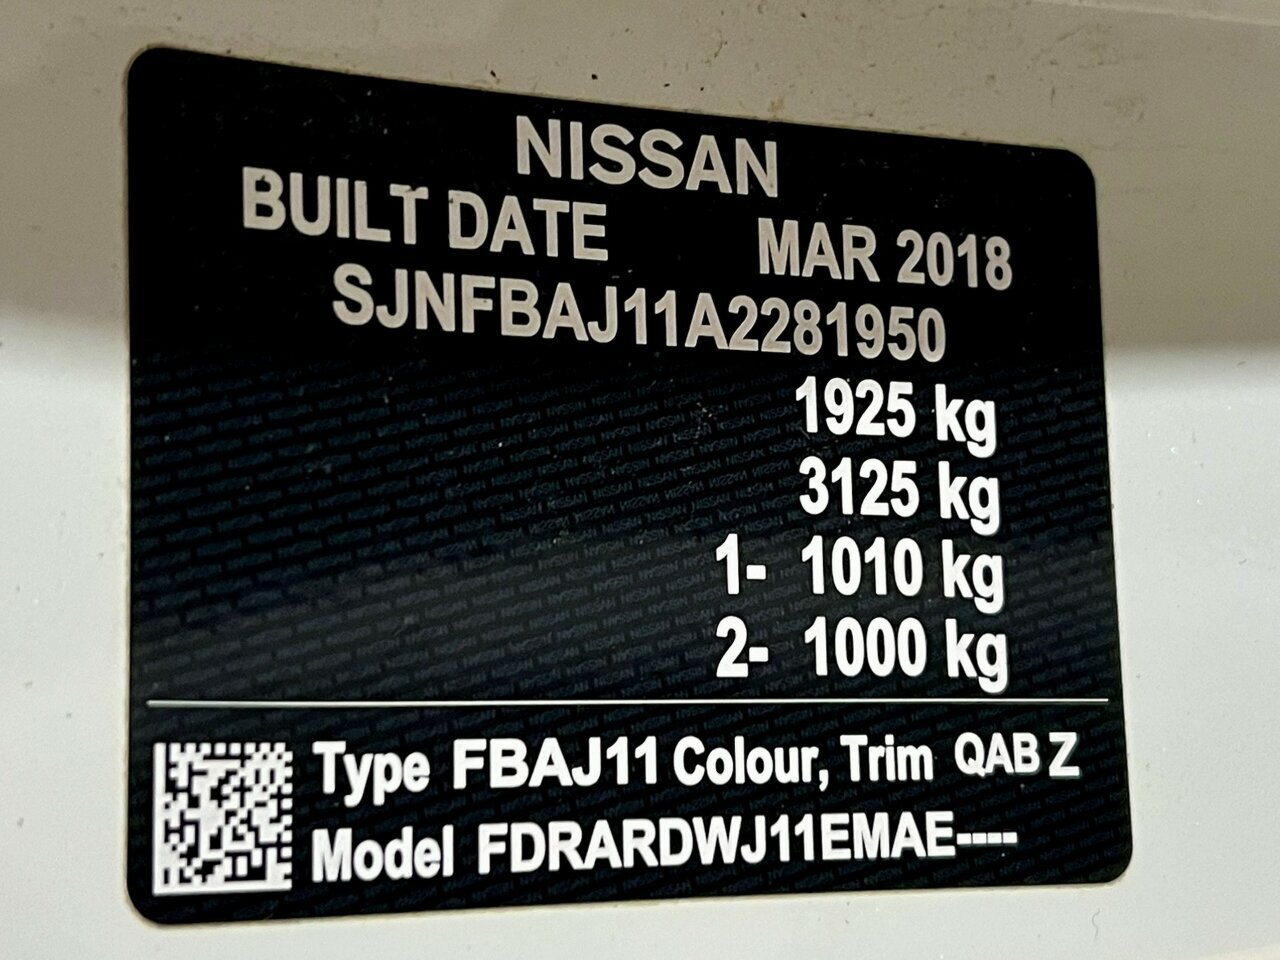 NISSAN
BUILT DATE MAR 2018
SJNFBAJ11A2281950
1925 kg
3125 kg
1- 1010 kg
2- 1000 kg
Type FBAJ11 Colour, Trim QAB Z
Model FDRARDWJ11EMAE----